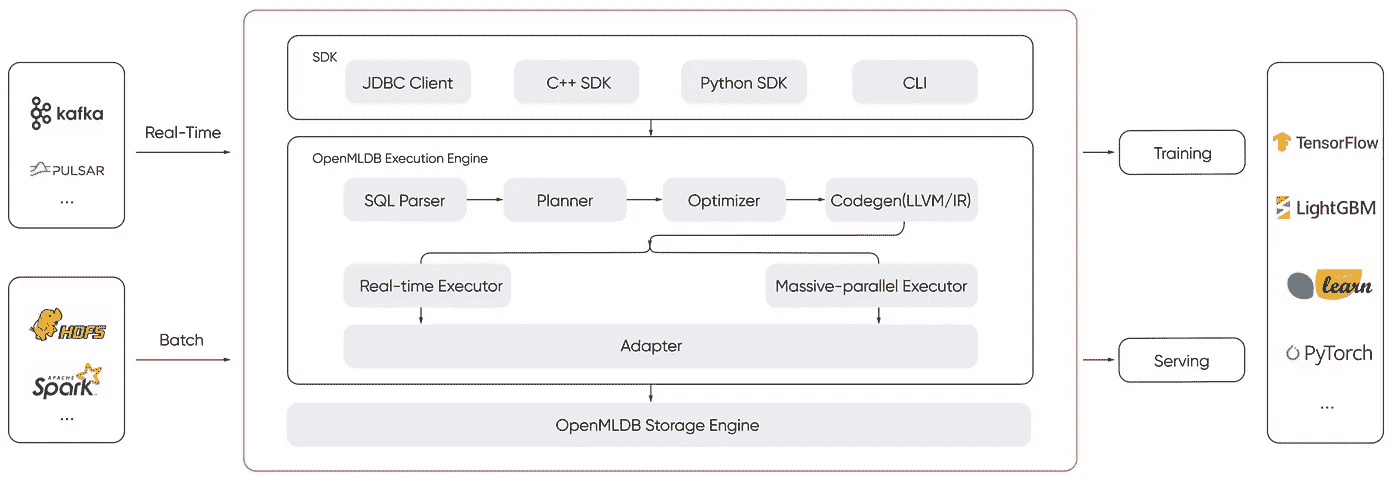 kafka
PULSAR
...
Real-Time
HDFS
APACHE
Spark
...
Batch
SDK
JDBC Client
C++ SDK
Python SDK
CLI
OpenMLDB Execution Engine
SQL Parser
Planner
Optimizer
Codegen(LLVM/IR)
Real-time Executor
Massive-parallel Executor
Adapter
OpenMLDB Storage Engine
Training
Serving
TensorFlow
LightGBM
learn
PyTorch
...